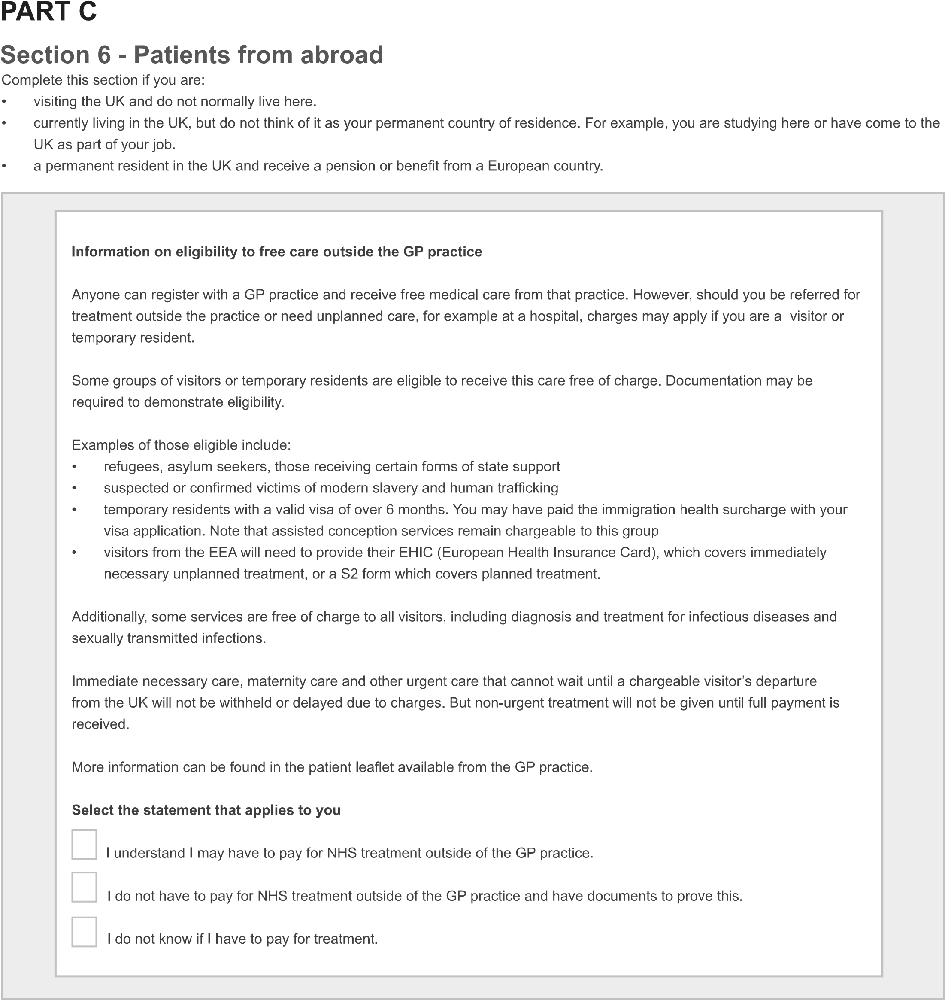 PART C
Section 6 - Patients from abroad
Complete this section if you are:
• visiting the UK and do not normally live here.
• currently living in the UK, but do not think of it as your permanent country of residence. For example, you are studying here or have come to the
UK as part of your job.
• a permanent resident in the UK and receive a pension or benefit from a European country.
Information on eligibility to free care outside the GP practice
Anyone can register with a GP practice and receive free medical care from that practice. However, should you be referred for
treatment outside the practice or need unplanned care, for example at a hospital, charges may apply if you are a visitor or
temporary resident.
Some groups of visitors or temporary residents are eligible to receive this care free of charge. Documentation may be
required to demonstrate eligibility.
Examples of those eligible include:
• refugees, asylum seekers, those receiving certain forms of state support
• suspected or confirmed victims of modern slavery and human trafficking
• temporary residents with a valid visa of over 6 months. You may have paid the immigration health surcharge with your
visa application. Note that assisted conception services remain chargeable to this group
• visitors from the EEA will need to provide their EHIC (European Health Insurance Card), which covers immediately
necessary unplanned treatment, or a S2 form which covers planned treatment.
Additionally, some services are free of charge to all visitors, including diagnosis and treatment for infectious diseases and
sexually transmitted infections.
Immediate necessary care, maternity care and other urgent care that cannot wait until a chargeable visitor’s departure
from the UK will not be withheld or delayed due to charges. But non-urgent treatment will not be given until full payment is
received.
More information can be found in the patient leaflet available from the GP practice.
Select the statement that applies to you
I understand I may have to pay for NHS treatment outside of the GP practice.
I do not have to pay for NHS treatment outside of the GP practice and have documents to prove this.
I do not know if I have to pay for treatment.